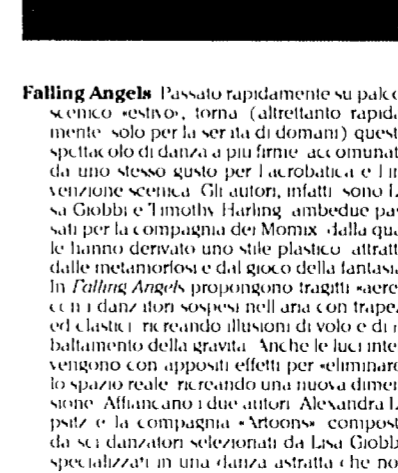 Falling Angels Passato rapidamente su palco
scenico «estivo», torna (altrettanto rapida
mente solo per la serata di domani) quest
spettacolo di danza a più firme accomunat
da uno stesso gusto per l acrobatica e l in
venzione scenica Gli autori, infatti sono L
sa Giobbi e Timothy Harling ambedue pas
sati per la compagnia dei Momix dalla qua
le hanno derivato uno stile plastico attratt
dalle metamorfosi e dal gioco della fantasia
In Falling Angels propongono tragitti «aere
con i danzatori sospesi nell aria con trape
ed elastici ricreando illusioni di volo e di ri
baltamento della gravità Anche le luci inte
vengono con appositi effetti per «eliminare
lo spazio reale ricreando una nuova dimen
sione Affiancano i due autori Alexandra L
psitz e la compagnia «Artoons» compost
da sei danzatori selezionati da Lisa Giobb
specializzati in una danza astratta che no